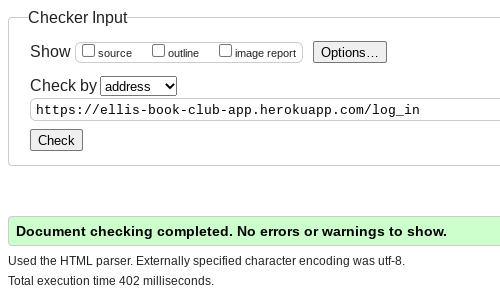 Checker Input
Show source outline image report Options...
Check by address
https://ellis-book-club-app.herokuapp.com/log_in
Check
Document checking completed. No errors or warnings to show.
Used the HTML parser. Externally specified character encoding was utf-8.
Total execution time 402 milliseconds.